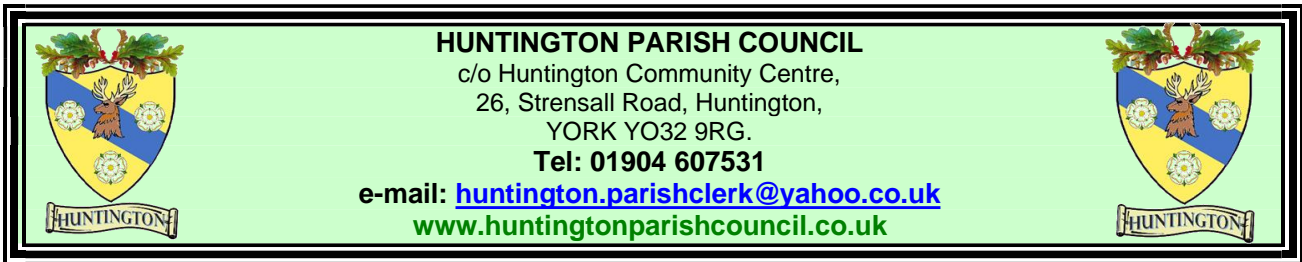 HUNTINGTON PARISH COUNCIL
c/o Huntington Community Centre,
26, Strensall Road, Huntington,
YORK YO32 9RG.
Tel: 01904 607531
e-mail: huntington.parishclerk@yahoo.co.uk
www.huntingtonparishcouncil.co.uk
HUNTINGTON
HUNTINGTON